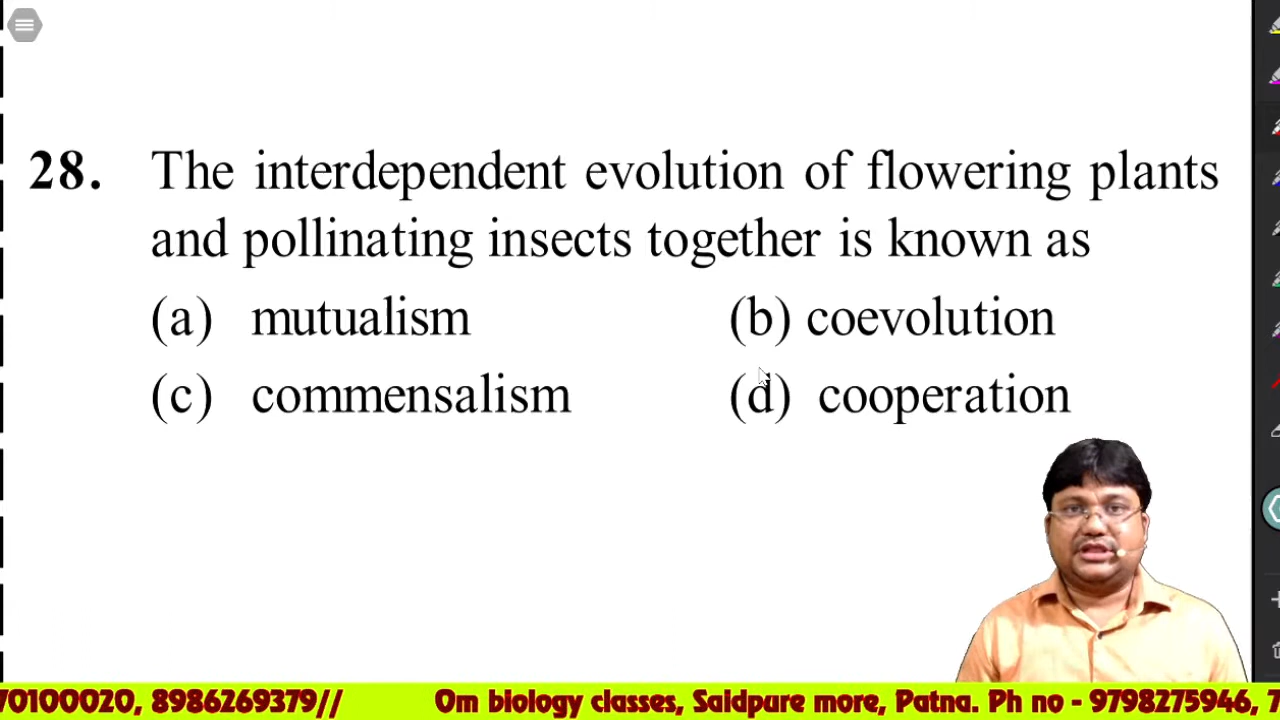 28. The interdependent evolution of flowering plants
and pollinating insects together is known as
(a) mutualism (b) coevolution
(c) commensalism (d) cooperation
70100020, 8986269379// Om biology classes, Saidpure more, Patna. Ph no - 9798275946, 7